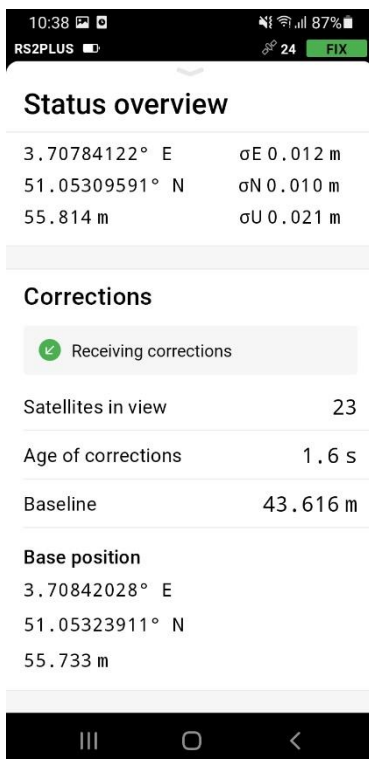 10:38 87%
RS2PLUS 24 FIX
Status overview
3.70784122° E σE 0.012 m
51.05309591° N σN 0.010 m
55.814 m σU 0.021 m
Corrections
Receiving corrections
Satellites in view 23
Age of corrections 1.6 s
Baseline 43.616 m
Base position
3.70842028° E
51.05323911° N
55.733 m